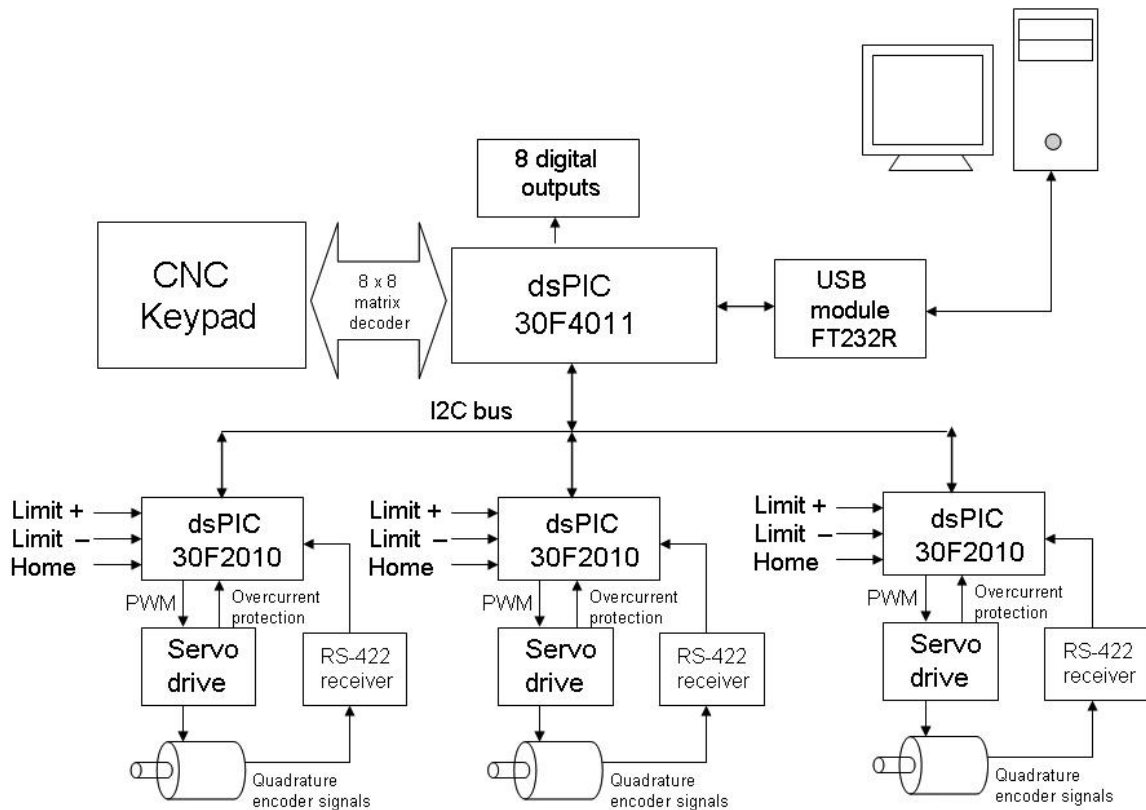 8 digital
outputs
CNC
Keypad
8 x 8
matrix
decoder
dsPIC
30F4011
USB
module
FT232R
I2C bus
Limit +
Limit –
Home
dsPIC
30F2010
PWM
Overcurrent
protection
Servo
drive
RS-422
receiver
Quadrature
encoder signals
Limit +
Limit –
Home
dsPIC
30F2010
PWM
Overcurrent
protection
Servo
drive
RS-422
receiver
Quadrature
encoder signals
Limit +
Limit –
Home
dsPIC
30F2010
PWM
Overcurrent
protection
Servo
drive
RS-422
receiver
Quadrature
encoder signals